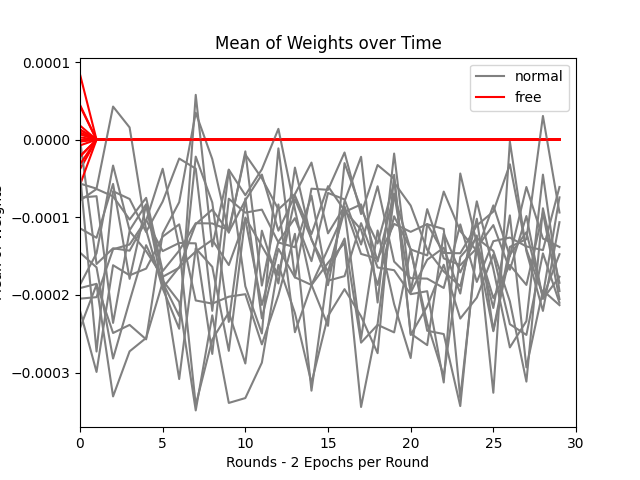 Mean of Weights over Time
0.0001
0.0000
−0.0001
−0.0002
−0.0003
0 5 10 15 20 25 30
Rounds - 2 Epochs per Round
normal
free